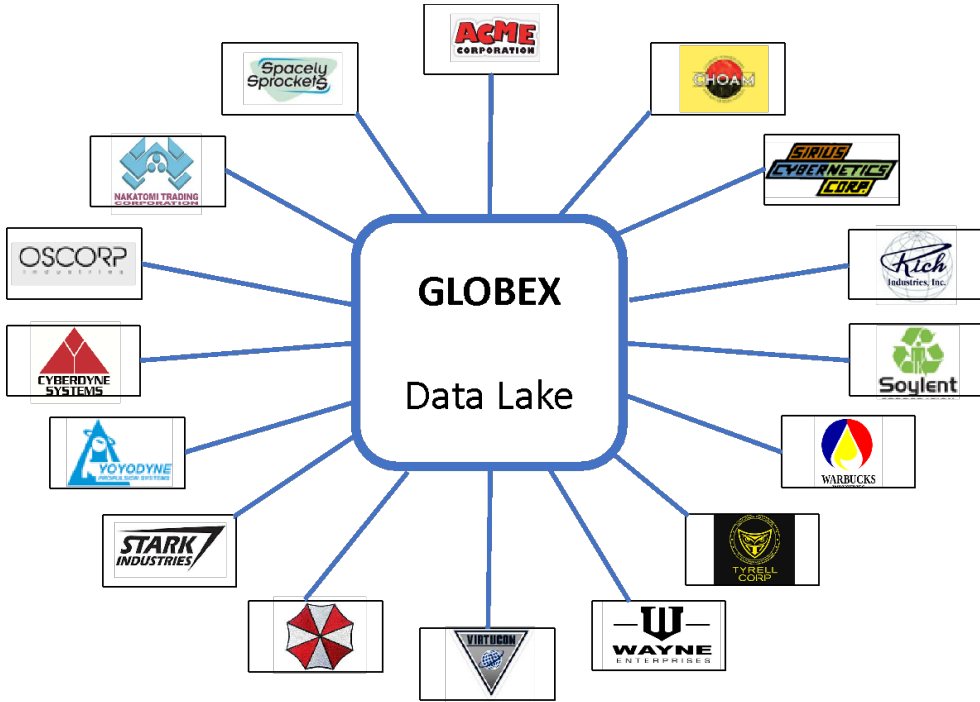 ACME
CORPORATION
Spacely
Sprockets
CHOAM
NAKATOMI TRADING
CORPORATION
SIRIUS
CYBERNETICS
CORP.
OSCORP
industries
Rich
Industries, Inc.
GLOBEX
Data Lake
CYBERDYNE
SYSTEMS
Soylent
YOYODYNE
PROPULSION SYSTEMS
WARBUCKS
STARK
INDUSTRIES
TYRELL
CORP
VIRTUCON
WAYNE
ENTERPRISES